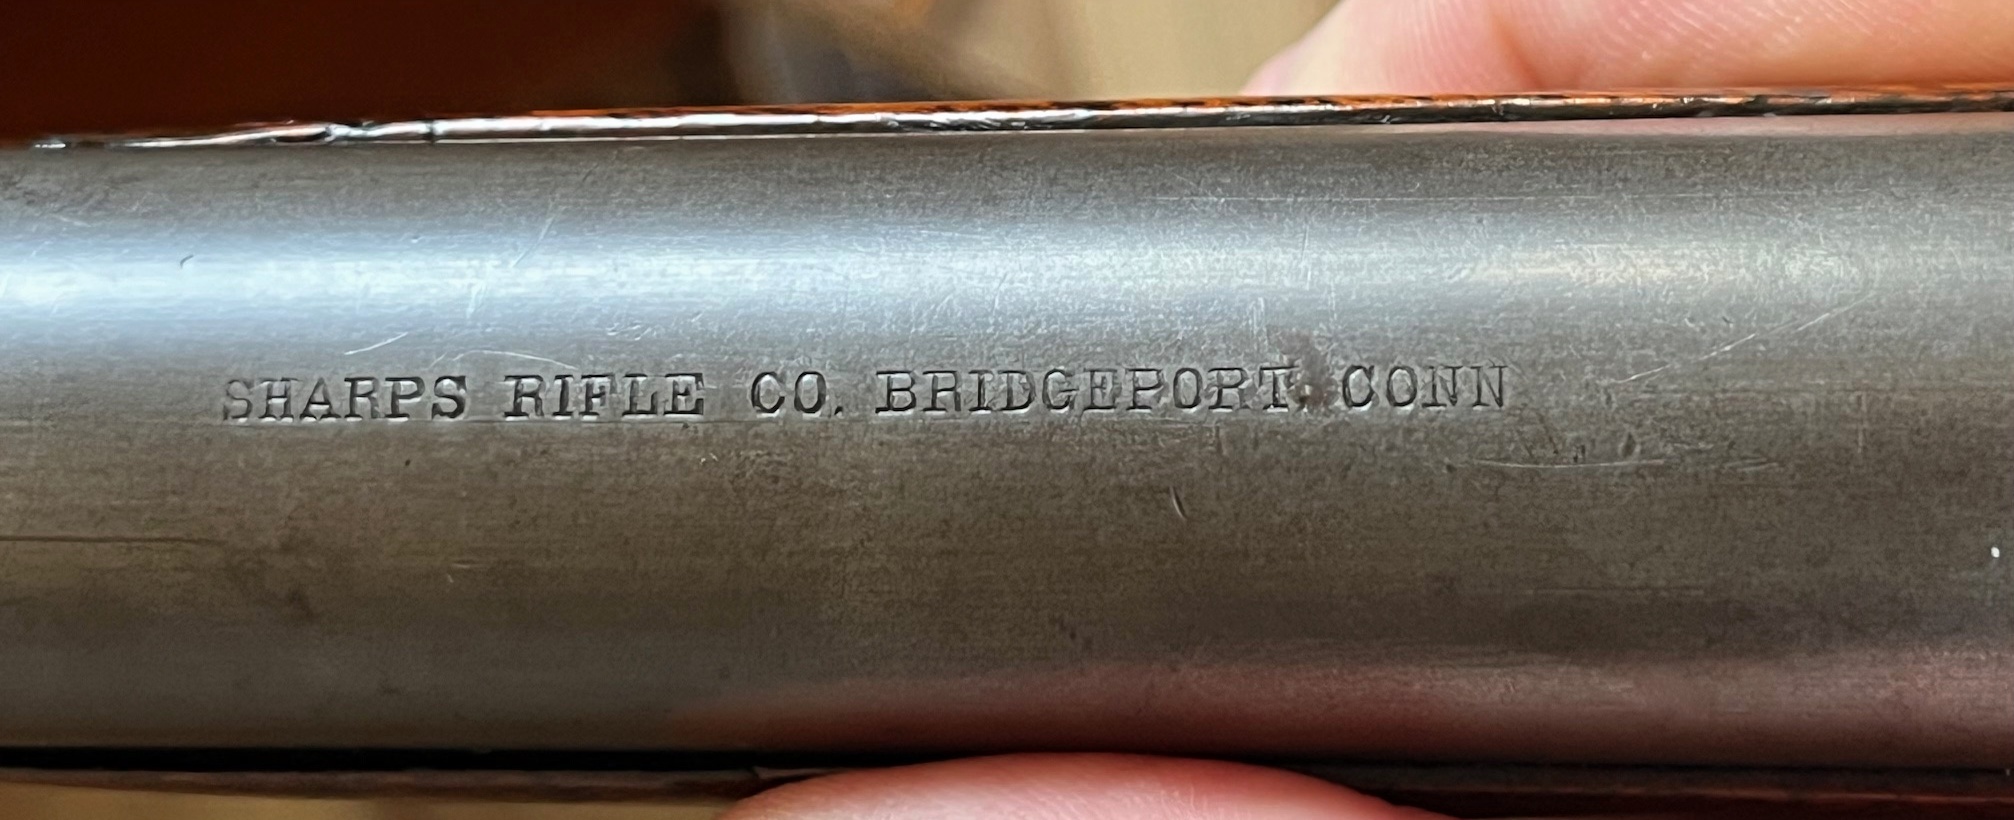 SHARPS RIFLE CO. BRIDGEPORT, CONN